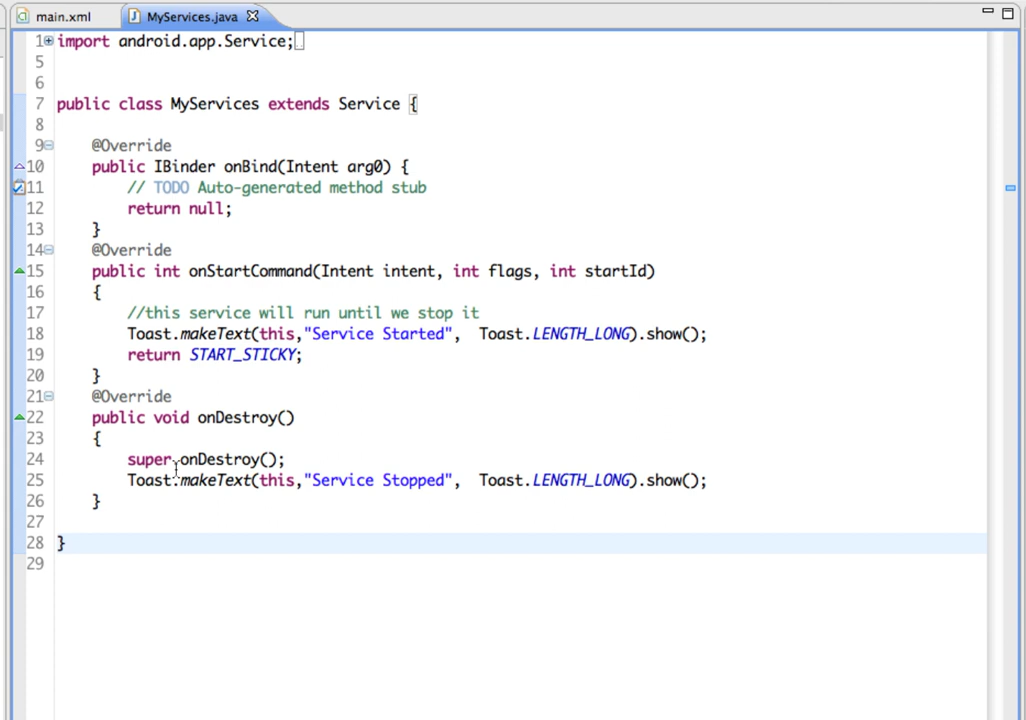 main.xml MyServices.java
1 import android.app.Service;
5
6
7 public class MyServices extends Service {
8
9 @Override
10 public IBinder onBind(Intent arg0) {
11 // TODO Auto-generated method stub
12 return null;
13 }
14 @Override
15 public int onStartCommand(Intent intent, int flags, int startId)
16 {
17 //this service will run until we stop it
18 Toast.makeText(this,"Service Started",  Toast.LENGTH_LONG).show();
19 return START_STICKY;
20 }
21 @Override
22 public void onDestroy()
23 {
24 super.onDestroy();
25 Toast.makeText(this,"Service Stopped",  Toast.LENGTH_LONG).show();
26 }
27
28 }
29